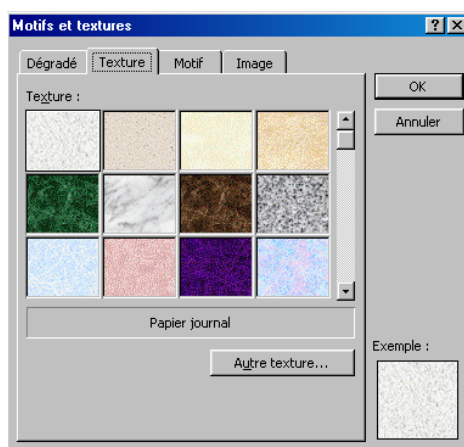 Motifs et textures
Dégradé Texture Motif Image
OK
Texture :
Annuler
Papier journal
Exemple :
Autre texture...